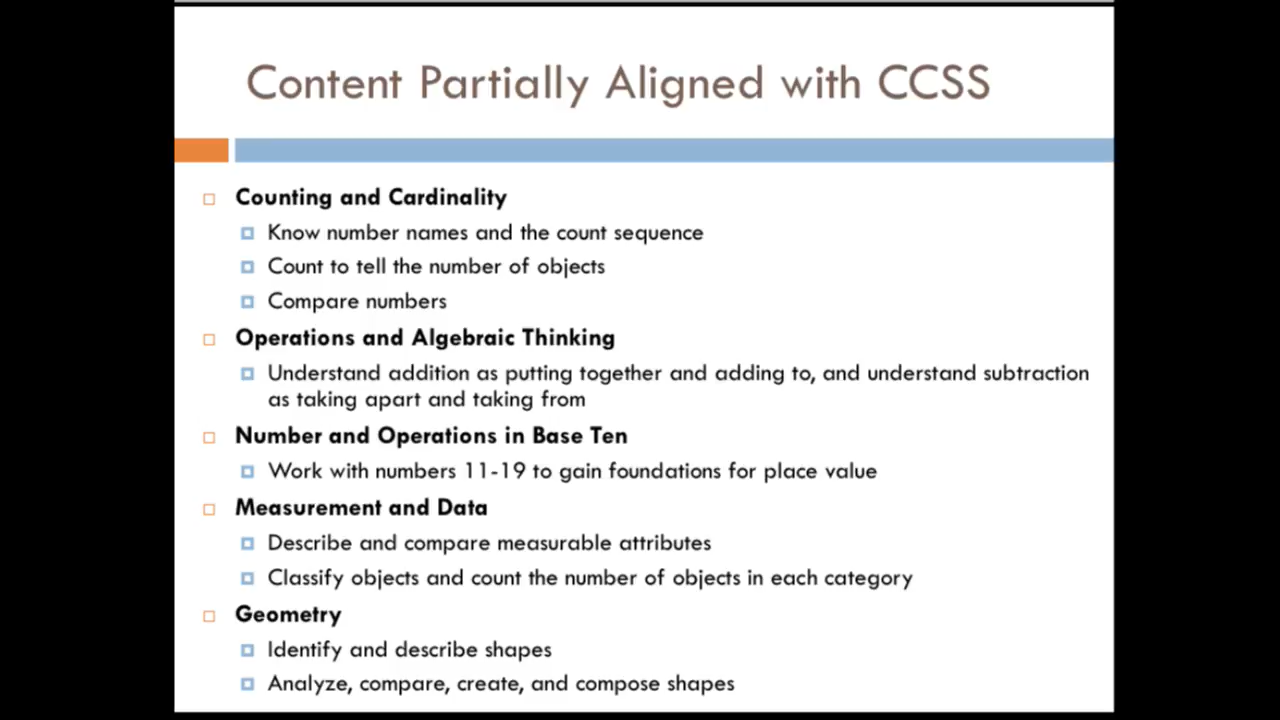 Content Partially Aligned with CCSS
Counting and Cardinality
Know number names and the count sequence
Count to tell the number of objects
Compare numbers
Operations and Algebraic Thinking
Understand addition as putting together and adding to, and understand subtraction
as taking apart and taking from
Number and Operations in Base Ten
Work with numbers 11-19 to gain foundations for place value
Measurement and Data
Describe and compare measurable attributes
Classify objects and count the number of objects in each category
Geometry
Identify and describe shapes
Analyze, compare, create, and compose shapes